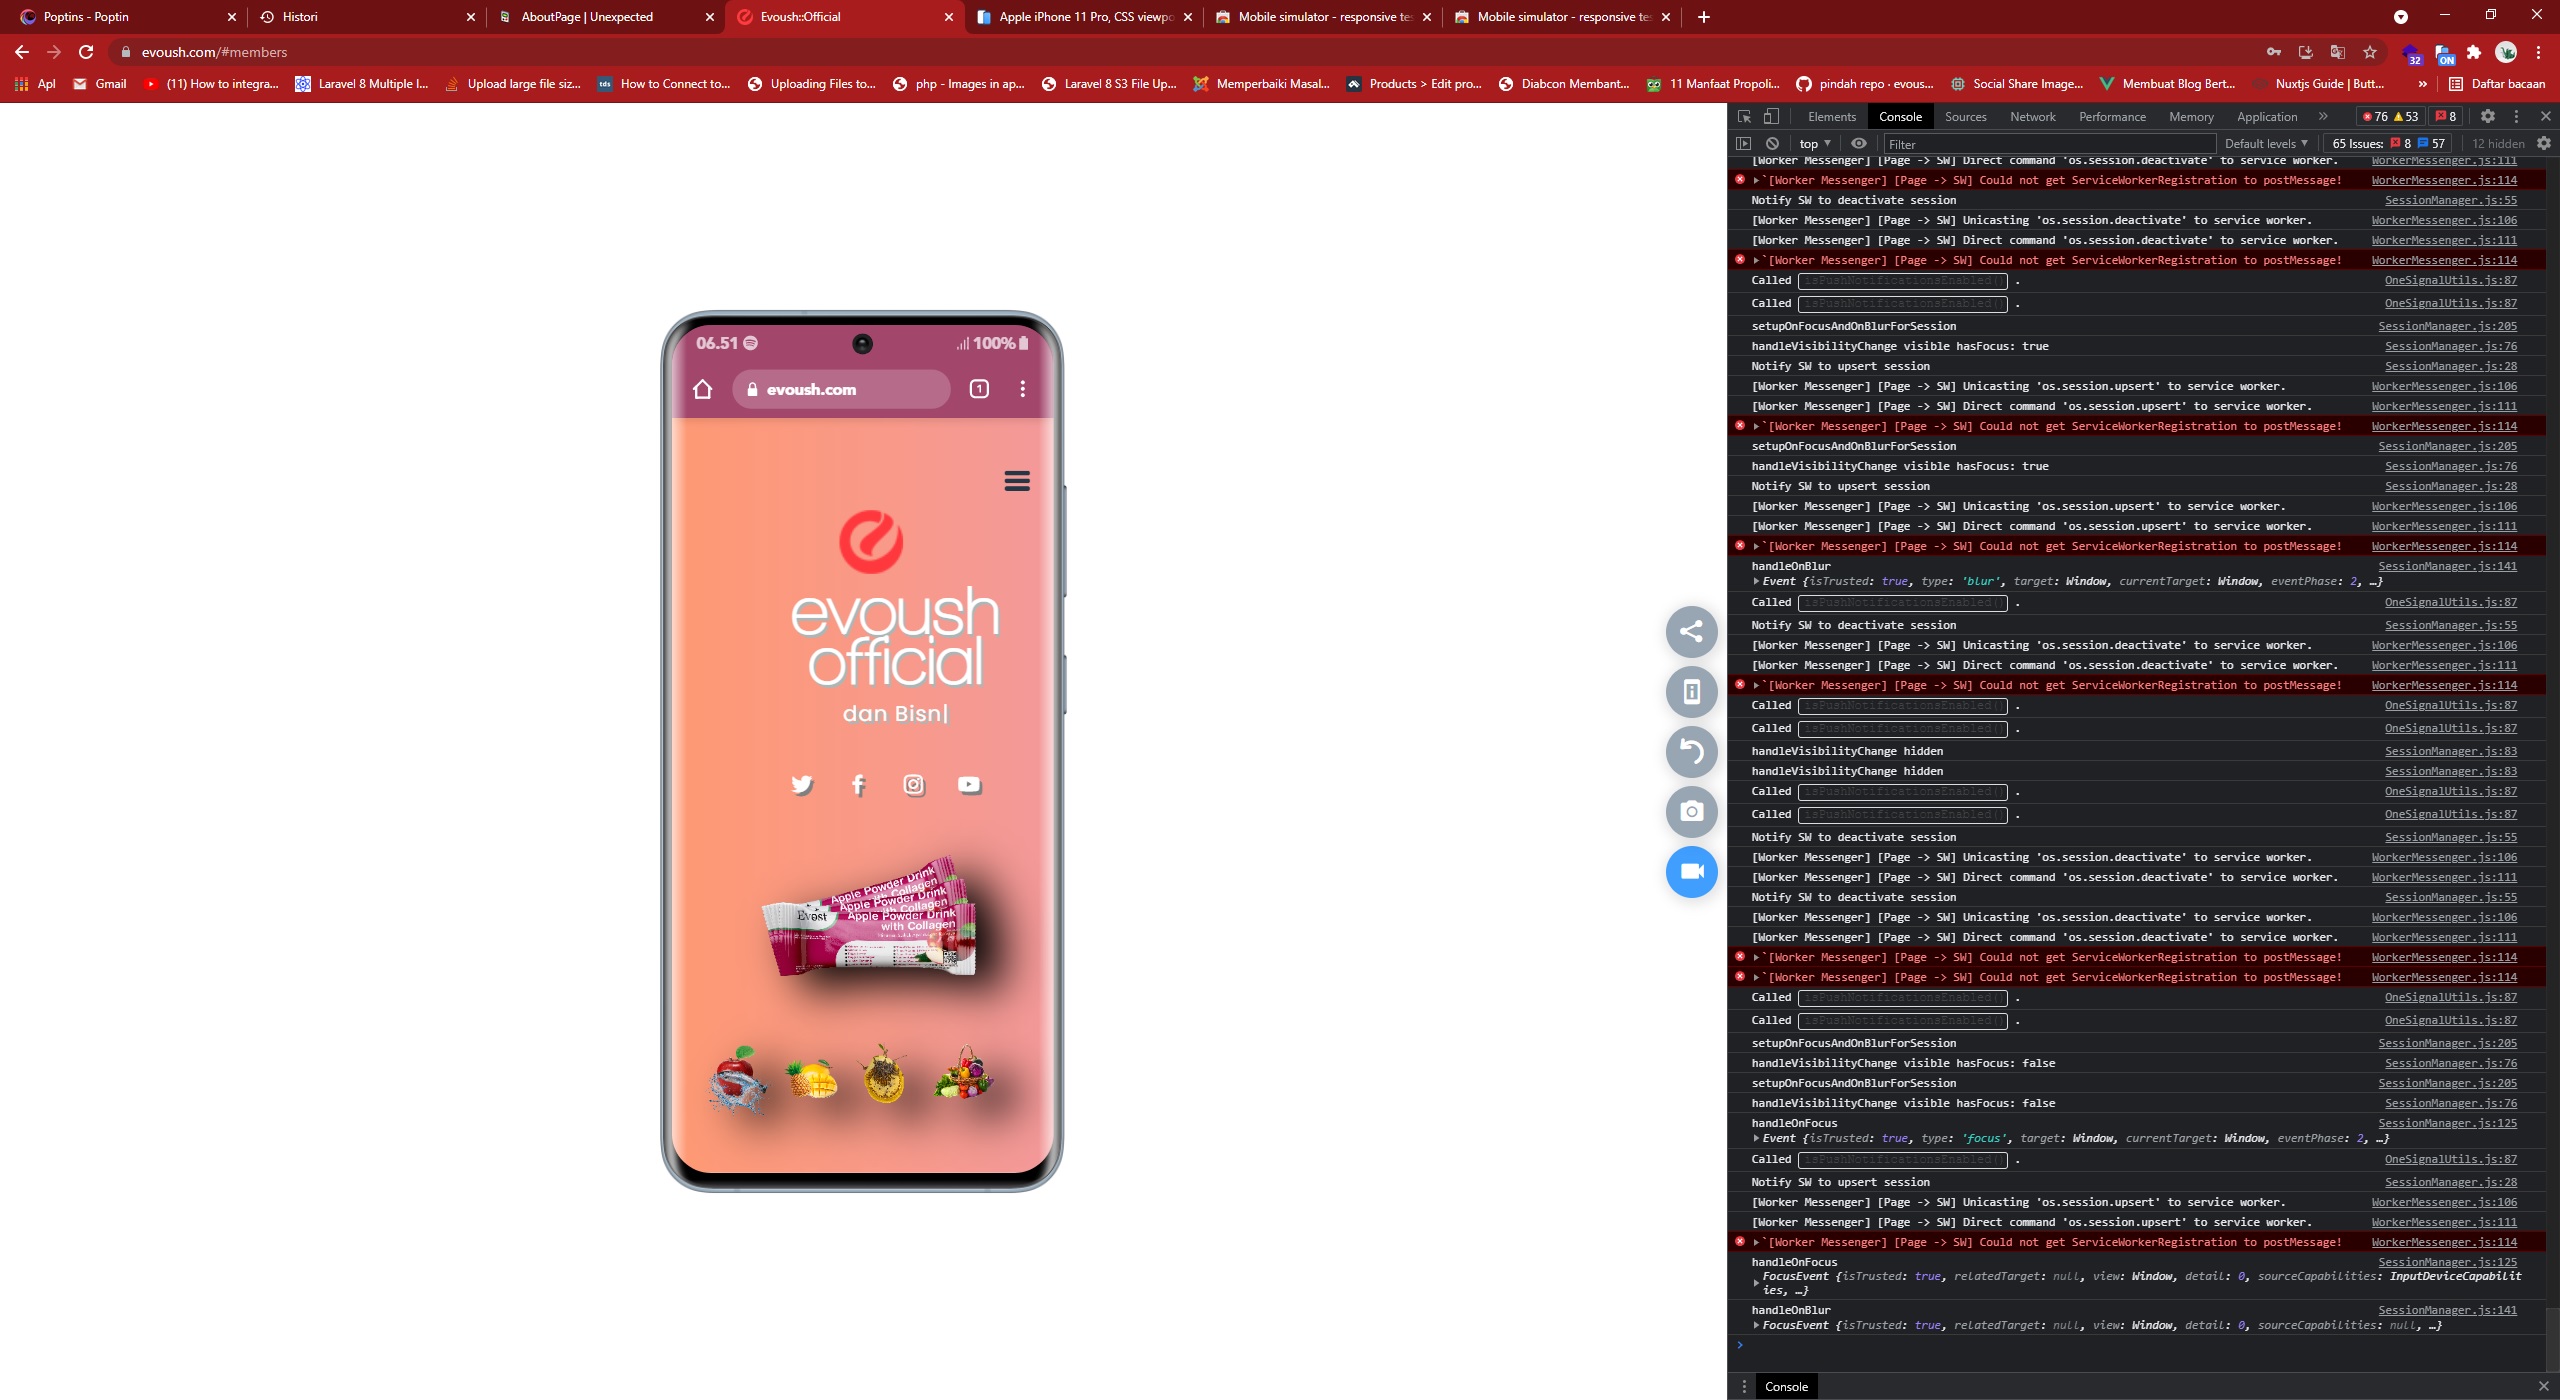 Poptins - Poptin
Histori
AboutPage | Unexpected
Evoush::Official
Apple iPhone 11 Pro, CSS viewpo
Mobile simulator - responsive tes
Mobile simulator - responsive tes
evoush.com/#members
32
ON
Apl
Gmail
(11) How to integra...
Laravel 8 Multiple I...
Upload large file siz...
tds
How to Connect to...
Uploading Files to...
php - Images in ap...
Laravel 8 S3 File Up...
Memperbaiki Masal...
Products > Edit pro...
Diabcon Membant...
11 Manfaat Propoli...
pindah repo · evous...
Social Share Image...
Membuat Blog Bert...
Nuxtjs Guide | Butt...
»
Daftar bacaan
Elements Console Sources Network Performance Memory Application » 76 53 8
top Filter Default levels 65 Issues: 8 57 12 hidden
[Worker Messenger] [Page -> SW] Direct command 'os.session.deactivate' to service worker. WorkerMessenger.js:111
`[Worker Messenger] [Page -> SW] Could not get ServiceWorkerRegistration to postMessage! WorkerMessenger.js:114
Notify SW to deactivate session SessionManager.js:55
[Worker Messenger] [Page -> SW] Unicasting 'os.session.deactivate' to service worker. WorkerMessenger.js:106
[Worker Messenger] [Page -> SW] Direct command 'os.session.deactivate' to service worker. WorkerMessenger.js:111
`[Worker Messenger] [Page -> SW] Could not get ServiceWorkerRegistration to postMessage! WorkerMessenger.js:114
Called isPushNotificationsEnabled() . OneSignalUtils.js:87
Called isPushNotificationsEnabled() . OneSignalUtils.js:87
setupOnFocusAndOnBlurForSession SessionManager.js:205
handleVisibilityChange visible hasFocus: true SessionManager.js:76
Notify SW to upsert session SessionManager.js:28
[Worker Messenger] [Page -> SW] Unicasting 'os.session.upsert' to service worker. WorkerMessenger.js:106
[Worker Messenger] [Page -> SW] Direct command 'os.session.upsert' to service worker. WorkerMessenger.js:111
`[Worker Messenger] [Page -> SW] Could not get ServiceWorkerRegistration to postMessage! WorkerMessenger.js:114
setupOnFocusAndOnBlurForSession SessionManager.js:205
handleVisibilityChange visible hasFocus: true SessionManager.js:76
Notify SW to upsert session SessionManager.js:28
[Worker Messenger] [Page -> SW] Unicasting 'os.session.upsert' to service worker. WorkerMessenger.js:106
[Worker Messenger] [Page -> SW] Direct command 'os.session.upsert' to service worker. WorkerMessenger.js:111
`[Worker Messenger] [Page -> SW] Could not get ServiceWorkerRegistration to postMessage! WorkerMessenger.js:114
handleOnBlur SessionManager.js:141
Event {isTrusted: true, type: 'blur', target: Window, currentTarget: Window, eventPhase: 2, …}
Called isPushNotificationsEnabled() . OneSignalUtils.js:87
Notify SW to deactivate session SessionManager.js:55
[Worker Messenger] [Page -> SW] Unicasting 'os.session.deactivate' to service worker. WorkerMessenger.js:106
[Worker Messenger] [Page -> SW] Direct command 'os.session.deactivate' to service worker. WorkerMessenger.js:111
`[Worker Messenger] [Page -> SW] Could not get ServiceWorkerRegistration to postMessage! WorkerMessenger.js:114
Called isPushNotificationsEnabled() . OneSignalUtils.js:87
Called isPushNotificationsEnabled() . OneSignalUtils.js:87
handleVisibilityChange hidden SessionManager.js:83
handleVisibilityChange hidden SessionManager.js:83
Called isPushNotificationsEnabled() . OneSignalUtils.js:87
Called isPushNotificationsEnabled() . OneSignalUtils.js:87
Notify SW to deactivate session SessionManager.js:55
[Worker Messenger] [Page -> SW] Unicasting 'os.session.deactivate' to service worker. WorkerMessenger.js:106
[Worker Messenger] [Page -> SW] Direct command 'os.session.deactivate' to service worker. WorkerMessenger.js:111
Notify SW to deactivate session SessionManager.js:55
[Worker Messenger] [Page -> SW] Unicasting 'os.session.deactivate' to service worker. WorkerMessenger.js:106
[Worker Messenger] [Page -> SW] Direct command 'os.session.deactivate' to service worker. WorkerMessenger.js:111
`[Worker Messenger] [Page -> SW] Could not get ServiceWorkerRegistration to postMessage! WorkerMessenger.js:114
`[Worker Messenger] [Page -> SW] Could not get ServiceWorkerRegistration to postMessage! WorkerMessenger.js:114
Called isPushNotificationsEnabled() . OneSignalUtils.js:87
Called isPushNotificationsEnabled() . OneSignalUtils.js:87
setupOnFocusAndOnBlurForSession SessionManager.js:205
handleVisibilityChange visible hasFocus: false SessionManager.js:76
setupOnFocusAndOnBlurForSession SessionManager.js:205
handleVisibilityChange visible hasFocus: false SessionManager.js:76
handleOnFocus SessionManager.js:125
Event {isTrusted: true, type: 'focus', target: Window, currentTarget: Window, eventPhase: 2, …}
Called isPushNotificationsEnabled() . OneSignalUtils.js:87
Notify SW to upsert session SessionManager.js:28
[Worker Messenger] [Page -> SW] Unicasting 'os.session.upsert' to service worker. WorkerMessenger.js:106
[Worker Messenger] [Page -> SW] Direct command 'os.session.upsert' to service worker. WorkerMessenger.js:111
`[Worker Messenger] [Page -> SW] Could not get ServiceWorkerRegistration to postMessage! WorkerMessenger.js:114
handleOnFocus SessionManager.js:125
FocusEvent {isTrusted: true, relatedTarget: null, view: Window, detail: 0, sourceCapabilities: InputDeviceCapabilit
ies, …}
handleOnBlur SessionManager.js:141
FocusEvent {isTrusted: true, relatedTarget: null, view: Window, detail: 0, sourceCapabilities: null, …}
Console
06.51
100%
evoush.com
1
evoush
official
dan Bisn|
Apple Powder Drink
with Collagen
Apple Powder Drink
with Collagen
Evest
Apple Powder Drink
with Collagen